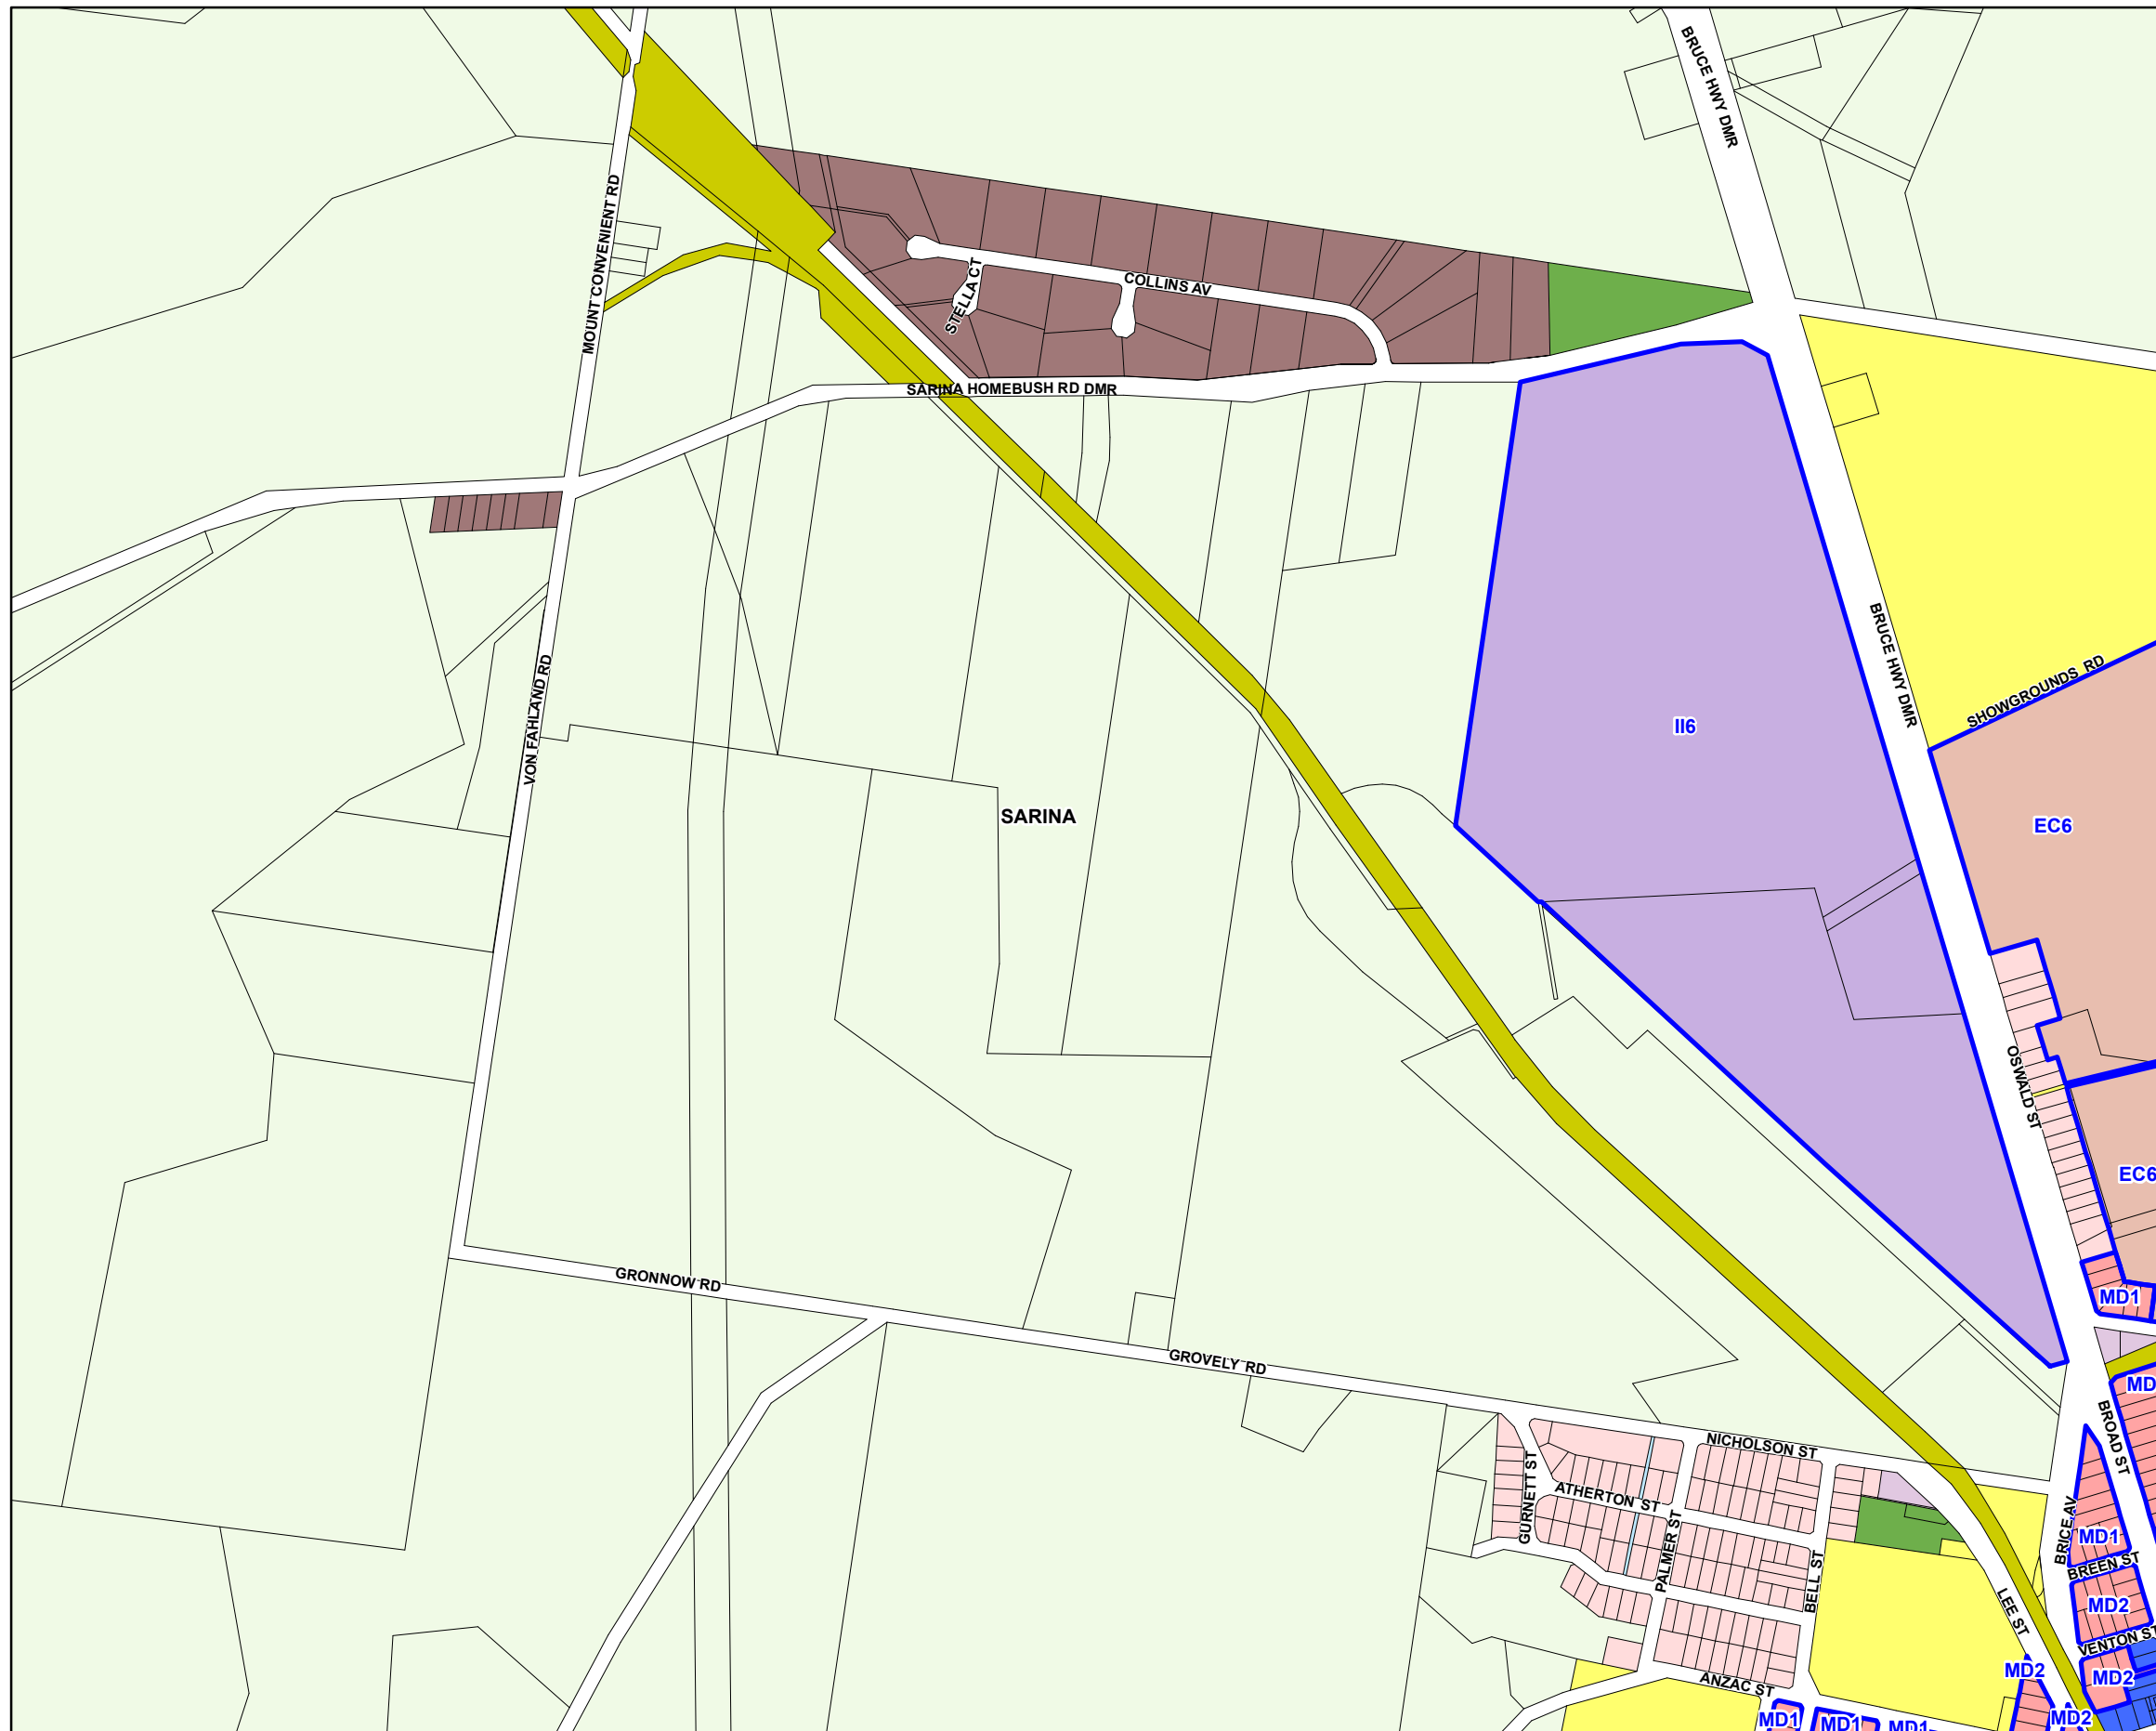 BRUCE HWY DMR
MOUNT CONVENIENT RD
COLLINS AV
STELLA CT
SARINA HOMEBUSH RD DMR
BRUCE HWY DMR
SHOWGROUNDS RD
II6
VON FAHLAND RD
SARINA
EC6
OSWALD ST
EC6
GRONNOW RD
MD1
GROVELY RD
MD
BROAD ST
NICHOLSON ST
GURNETT ST
ATHERTON ST
PALMER ST
BELL ST
BRICE AV
MD1
BREEN ST
LEE ST
MD2
VENTON ST
MD2
MD2
ANZAC ST
MD1
MD1
MD1
MD2